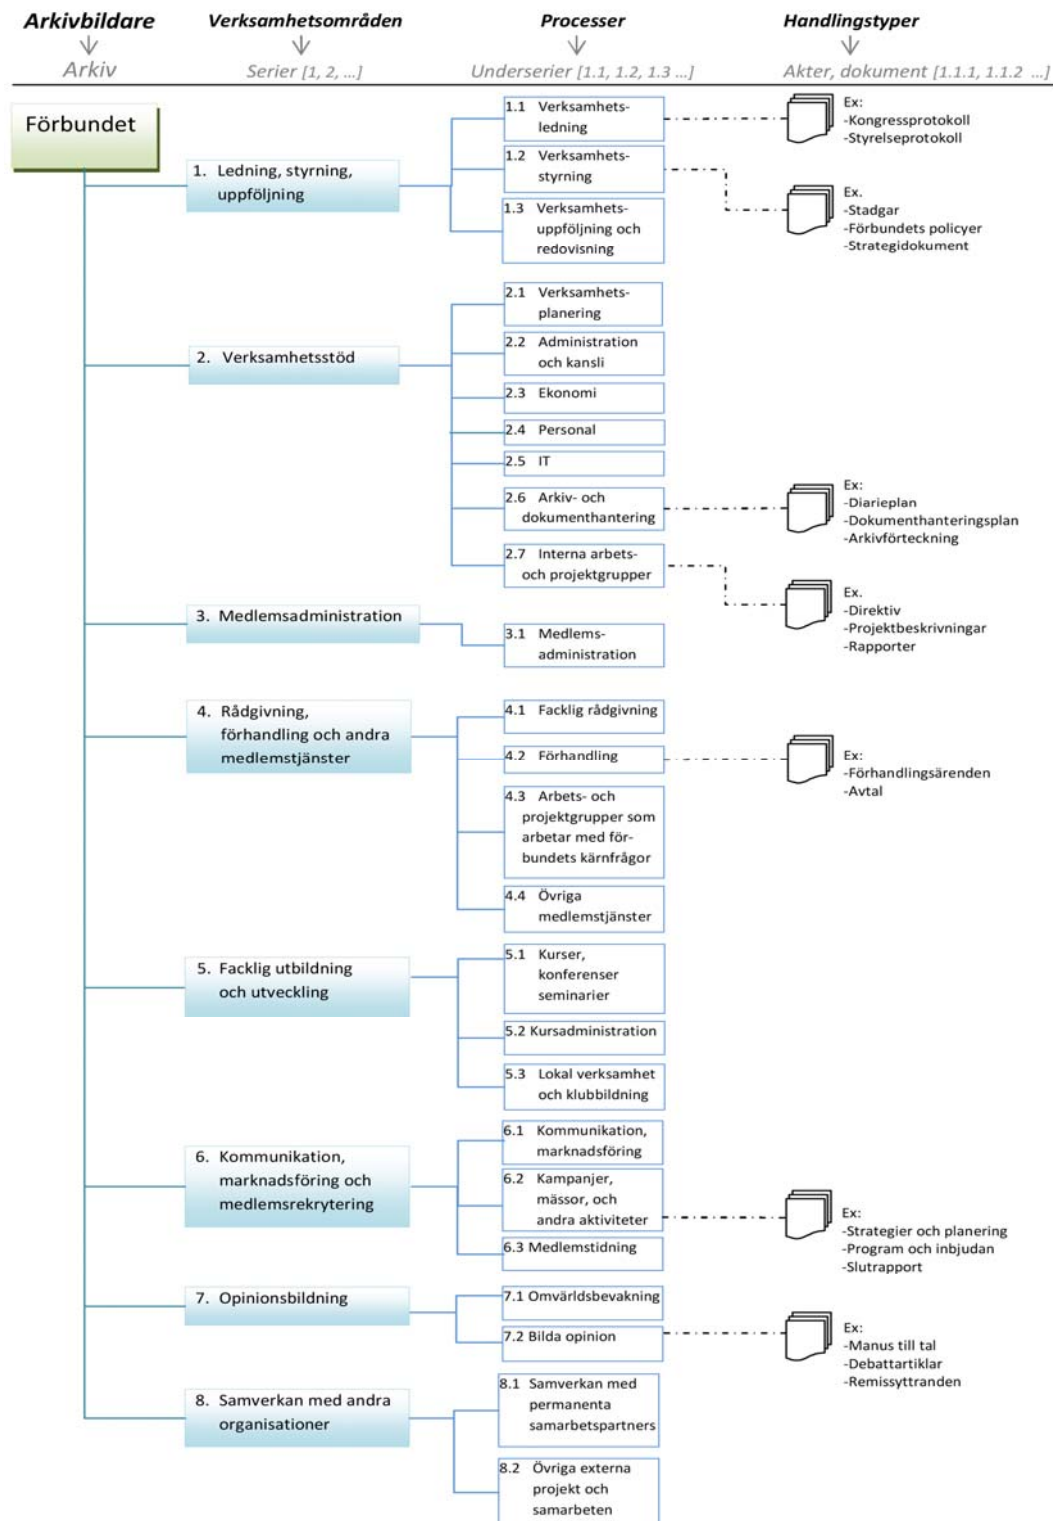 Arkivbildare
Verksamhetsområden
Processer
Handlingstyper
Arkiv
Serier [1, 2, ...]
Underserier [1.1, 1.2, 1.3 ...]
Akter, dokument [1.1.1, 1.1.2 ...]
Förbundet
1. Ledning, styrning,
uppföljning
1.1 Verksamhets-
ledning
Ex:
-Kongressprotokoll
-Styrelseprotokoll
1.2 Verksamhets-
styrning
Ex.
-Stadgar
-Förbundets policyer
-Strategidokument
1.3 Verksamhets-
uppföljning och
redovisning
2. Verksamhetsstöd
2.1 Verksamhets-
planering
2.2 Administration
och kansli
2.3 Ekonomi
2.4 Personal
2.5 IT
2.6 Arkiv- och
dokumenthantering
Ex:
-Diarieplan
-Dokumenthanteringsplan
-Arkivförteckning
2.7 Interna arbets-
och projektgrupper
Ex.
-Direktiv
-Projektbeskrivningar
-Rapporter
3. Medlemsadministration
3.1 Medlems-
administration
4. Rådgivning,
förhandling och andra
medlemstjänster
4.1 Facklig rådgivning
4.2 Förhandling
Ex:
-Förhandlingsärenden
-Avtal
4.3 Arbets- och
projektgrupper som
arbetar med för-
bundets kärnfrågor
4.4 Övriga
medlemstjänster
5. Facklig utbildning
och utveckling
5.1 Kurser,
konferenser
seminarier
5.2 Kursadministration
5.3 Lokal verksamhet
och klubbildning
6. Kommunikation,
marknadsföring och
medlemsrekrytering
6.1 Kommunikation,
marknadsföring
6.2 Kampanjer,
mässor, och
andra aktiviteter
Ex:
-Strategier och planering
-Program och inbjudan
-Slutrapport
6.3 Medlemstidning
7. Opinionsbildning
7.1 Omvärldsbevakning
7.2 Bilda opinion
Ex:
-Manus till tal
-Debattartiklar
-Remissyttranden
8. Samverkan med andra
organisationer
8.1 Samverkan med
permanenta
samarbetspartners
8.2 Övriga externa
projekt och
samarbeten